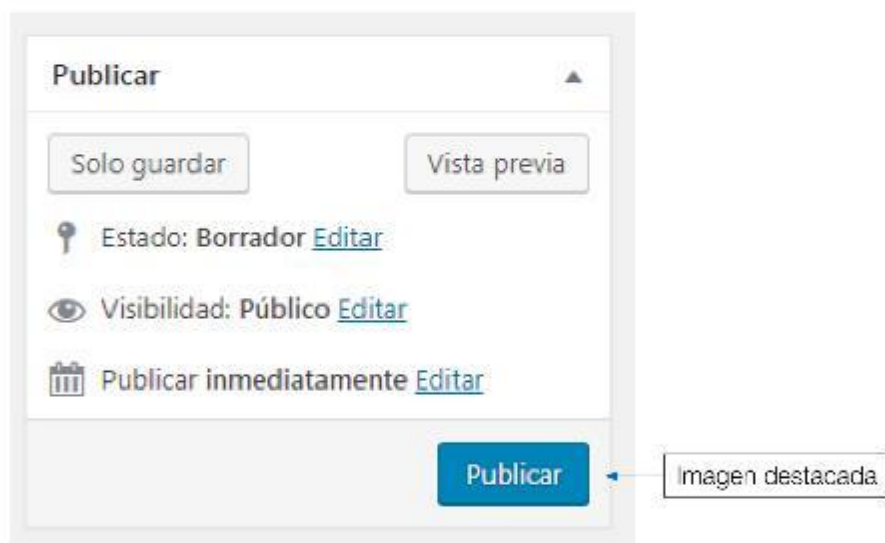 Publicar
Solo guardar Vista previa
Estado: Borrador Editar
Visibilidad: Público Editar
Publicar inmediatamente Editar
Publicar Imagen destacada